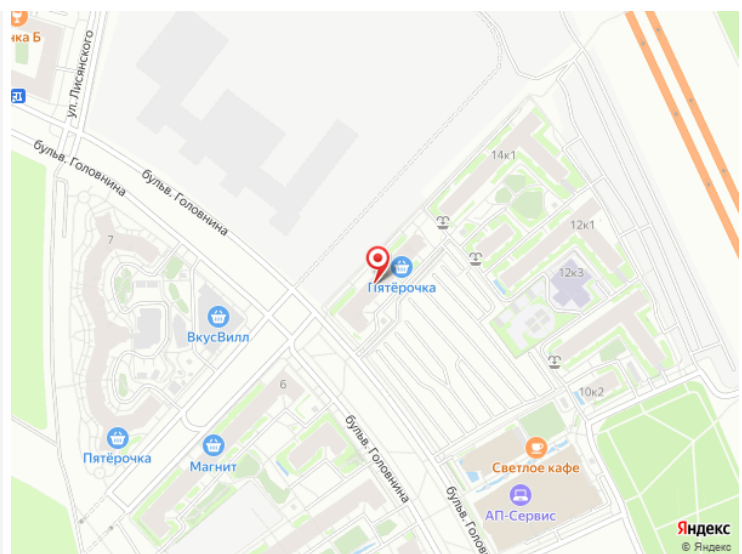 нка Б
ул. Лисянского
бульв. Головнина
бульв. Головнина
14к1
12к1
7
12к3
Пятёрочка
ВкусВилл
6
10к2
бульв. Головнина
Пятёрочка
Магнит
Светлое кафе
АП-Сервис
бульв. Голов
Яндекс
© Яндекс